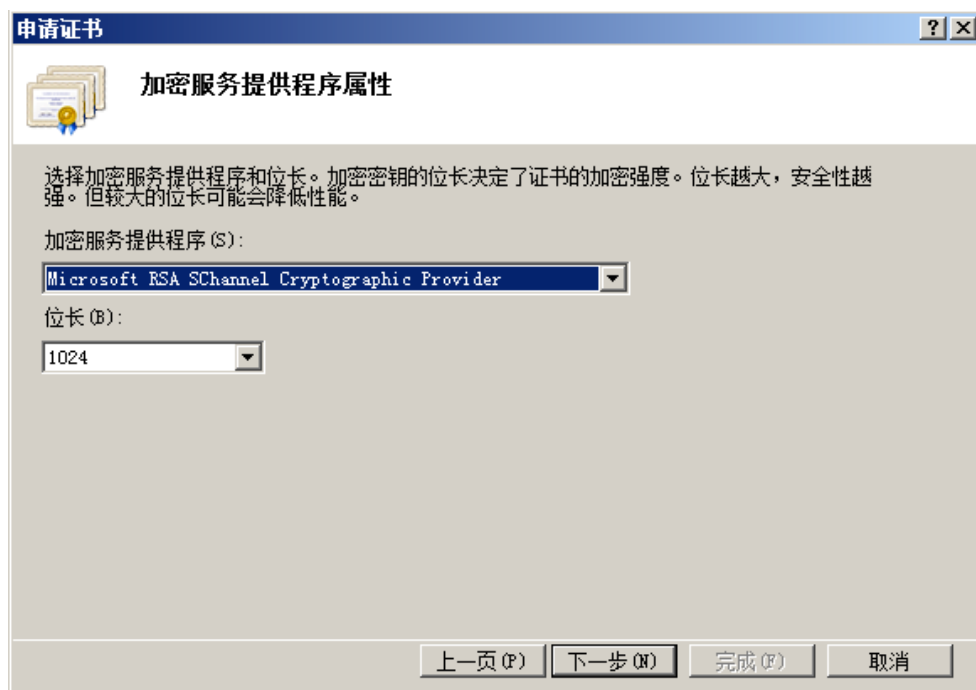 申请证书
加密服务提供程序属性
选择加密服务提供程序和位长。加密密钥的位长决定了证书的加密强度。位长越大，安全性越
强。但较大的位长可能会降低性能。
加密服务提供程序(S):
Microsoft RSA SChannel Cryptographic Provider
位长(B):
1024
上一页(P) 下一步(N) 完成(F) 取消